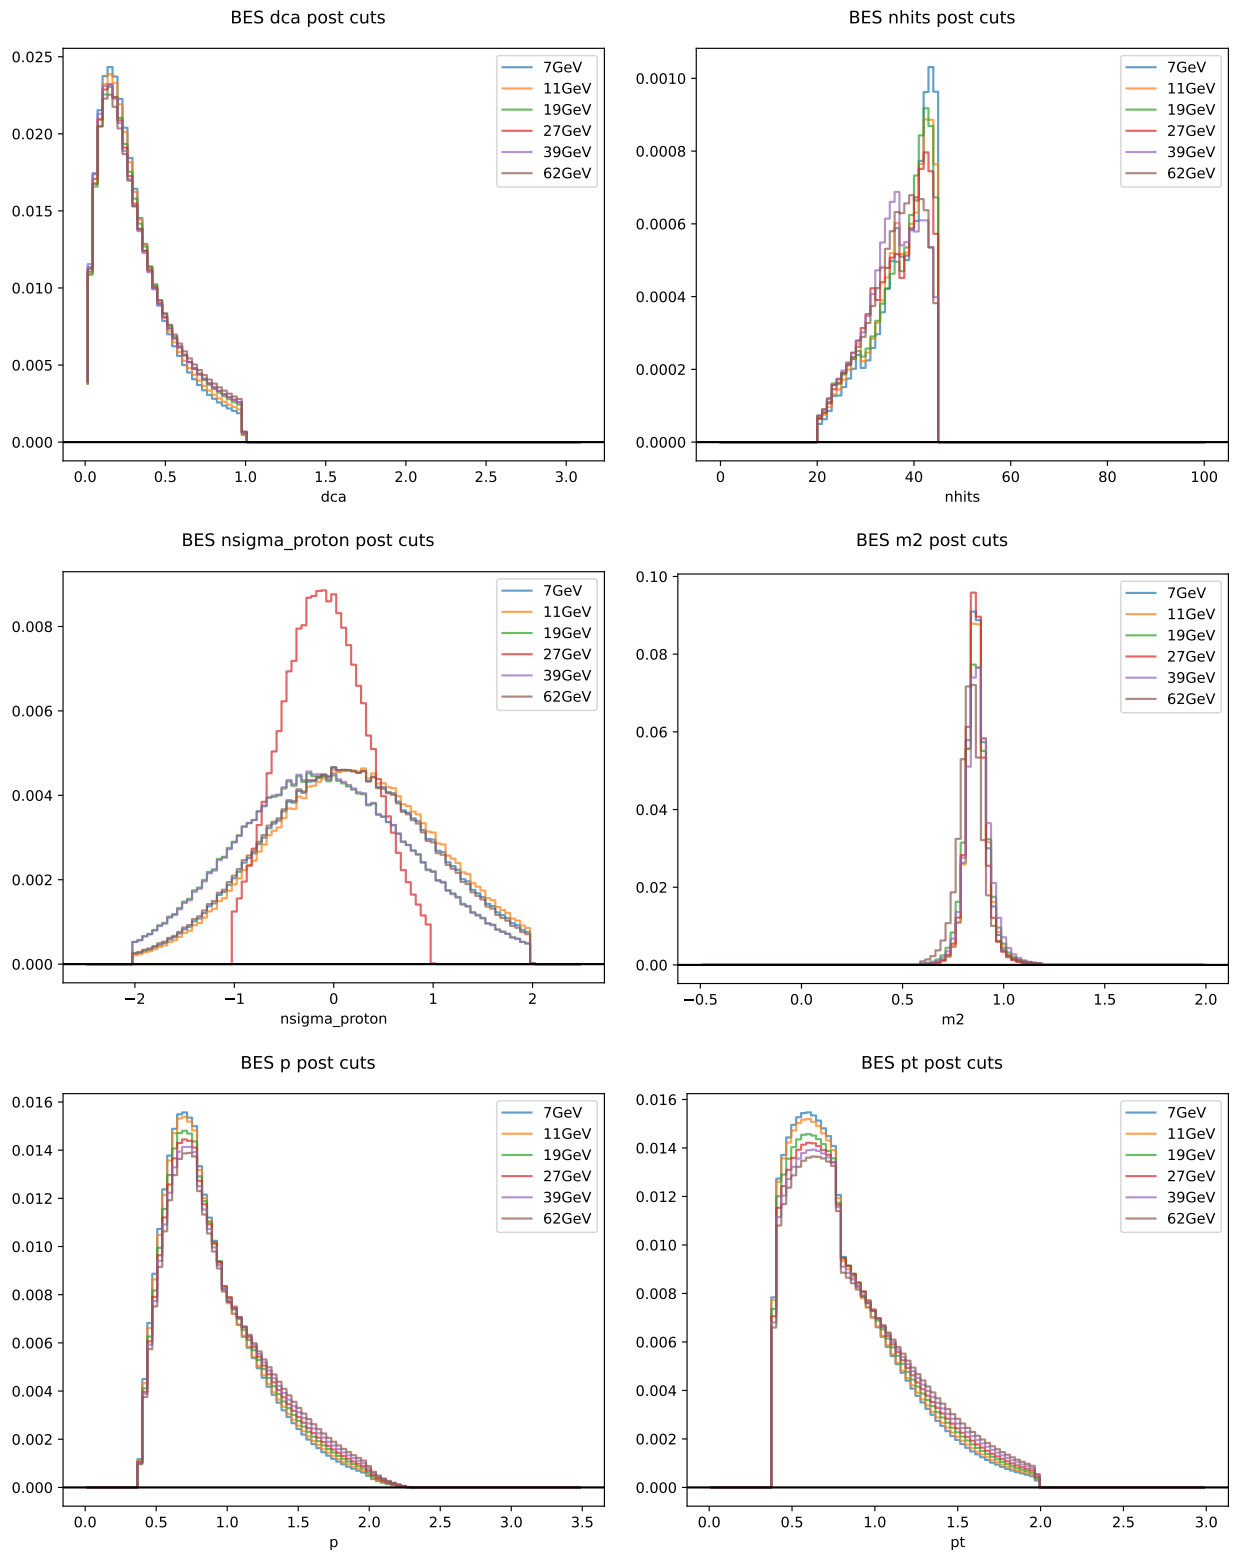 BES dca post cuts
0.025
0.020
0.015
0.010
0.005
0.000
7GeV
11GeV
19GeV
27GeV
39GeV
62GeV
0.0 0.5 1.0 1.5 2.0 2.5 3.0
dca
BES nhits post cuts
0.0010
0.0008
0.0006
0.0004
0.0002
0.0000
7GeV
11GeV
19GeV
27GeV
39GeV
62GeV
0 20 40 60 80 100
nhits
BES nsigma_proton post cuts
0.008
0.006
0.004
0.002
0.000
7GeV
11GeV
19GeV
27GeV
39GeV
62GeV
−2 −1 0 1 2
nsigma_proton
BES m2 post cuts
0.10
0.08
0.06
0.04
0.02
0.00
7GeV
11GeV
19GeV
27GeV
39GeV
62GeV
−0.5 0.0 0.5 1.0 1.5 2.0
m2
BES p post cuts
0.016
0.014
0.012
0.010
0.008
0.006
0.004
0.002
0.000
7GeV
11GeV
19GeV
27GeV
39GeV
62GeV
0.0 0.5 1.0 1.5 2.0 2.5 3.0 3.5
p
BES pt post cuts
0.016
0.014
0.012
0.010
0.008
0.006
0.004
0.002
0.000
7GeV
11GeV
19GeV
27GeV
39GeV
62GeV
0.0 0.5 1.0 1.5 2.0 2.5 3.0
pt